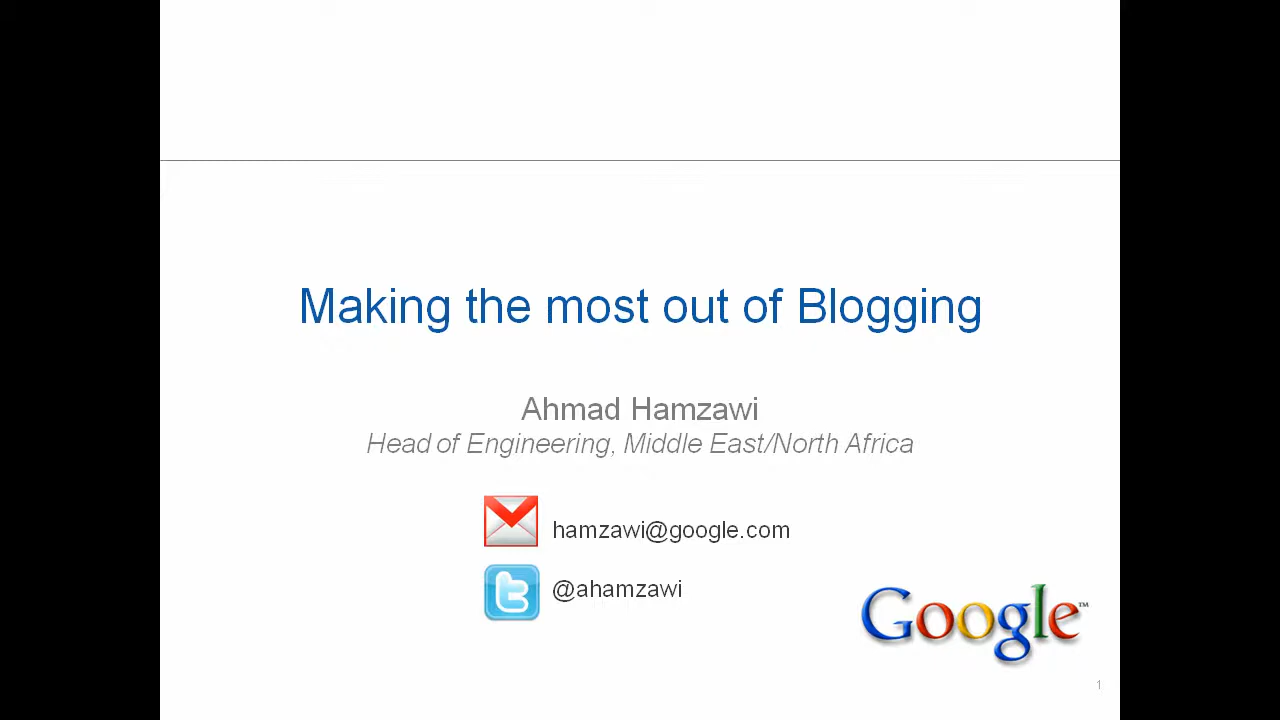 Making the most out of Blogging
Ahmad Hamzawi
Head of Engineering, Middle East/North Africa
hamzawi@google.com
@ahamzawi
Google™
1